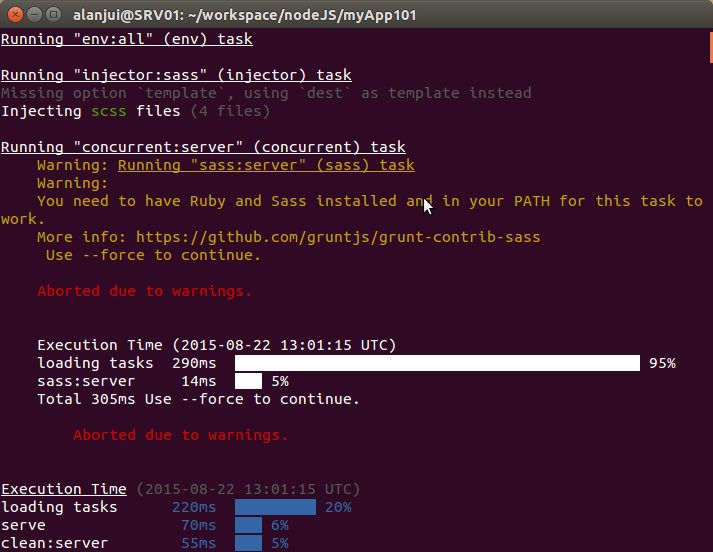 alanjui@SRV01: ~/workspace/nodeJS/myApp101
Running "env:all" (env) task
Running "injector:sass" (injector) task
Missing option `template`, using `dest` as template instead
Injecting scss files (4 files)
Running "concurrent:server" (concurrent) task
Warning: Running "sass:server" (sass) task
Warning:
You need to have Ruby and Sass installed and in your PATH for this task to
work.
More info: https://github.com/gruntjs/grunt-contrib-sass
Use --force to continue.
Aborted due to warnings.
Execution Time (2015-08-22 13:01:15 UTC)
loading tasks 290ms 95%
sass:server 14ms 5%
Total 305ms Use --force to continue.
Aborted due to warnings.
Execution Time (2015-08-22 13:01:15 UTC)
loading tasks 220ms 20%
serve 70ms 6%
clean:server 55ms 5%